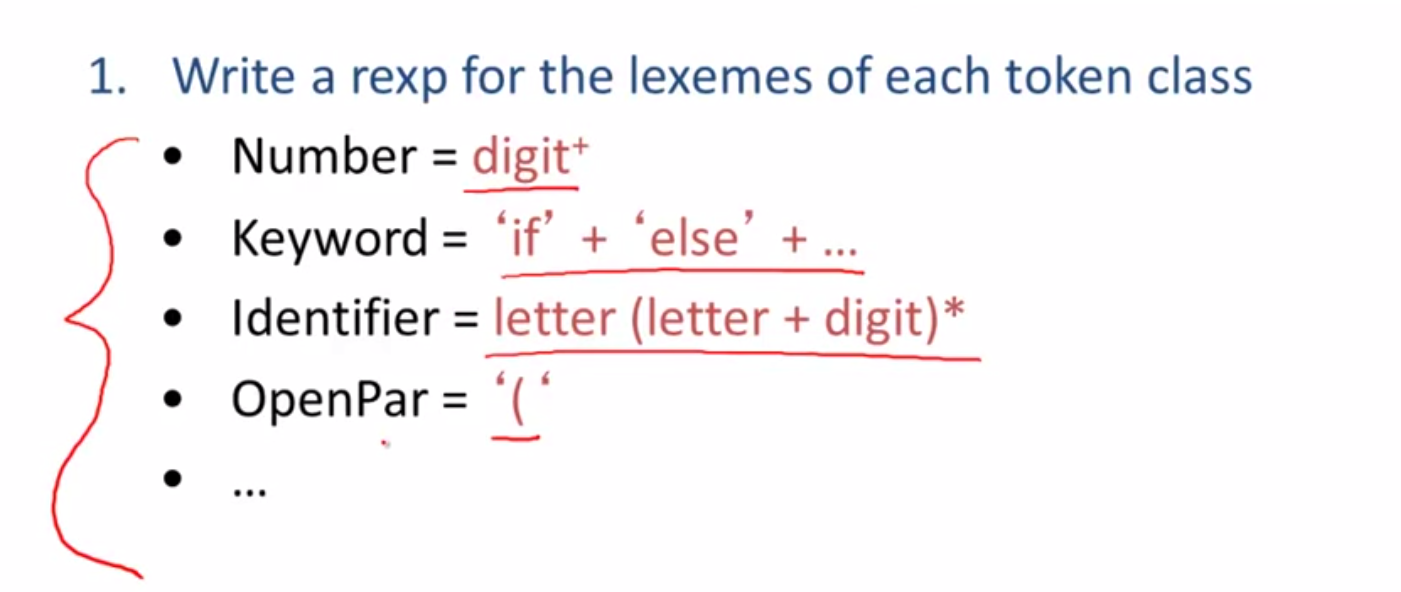 1. Write a rexp for the lexemes of each token class
• Number = digit⁺
• Keyword = ‘if’ + ‘else’ + ...
• Identifier = letter (letter + digit)*
• OpenPar = ‘(‘
• ...